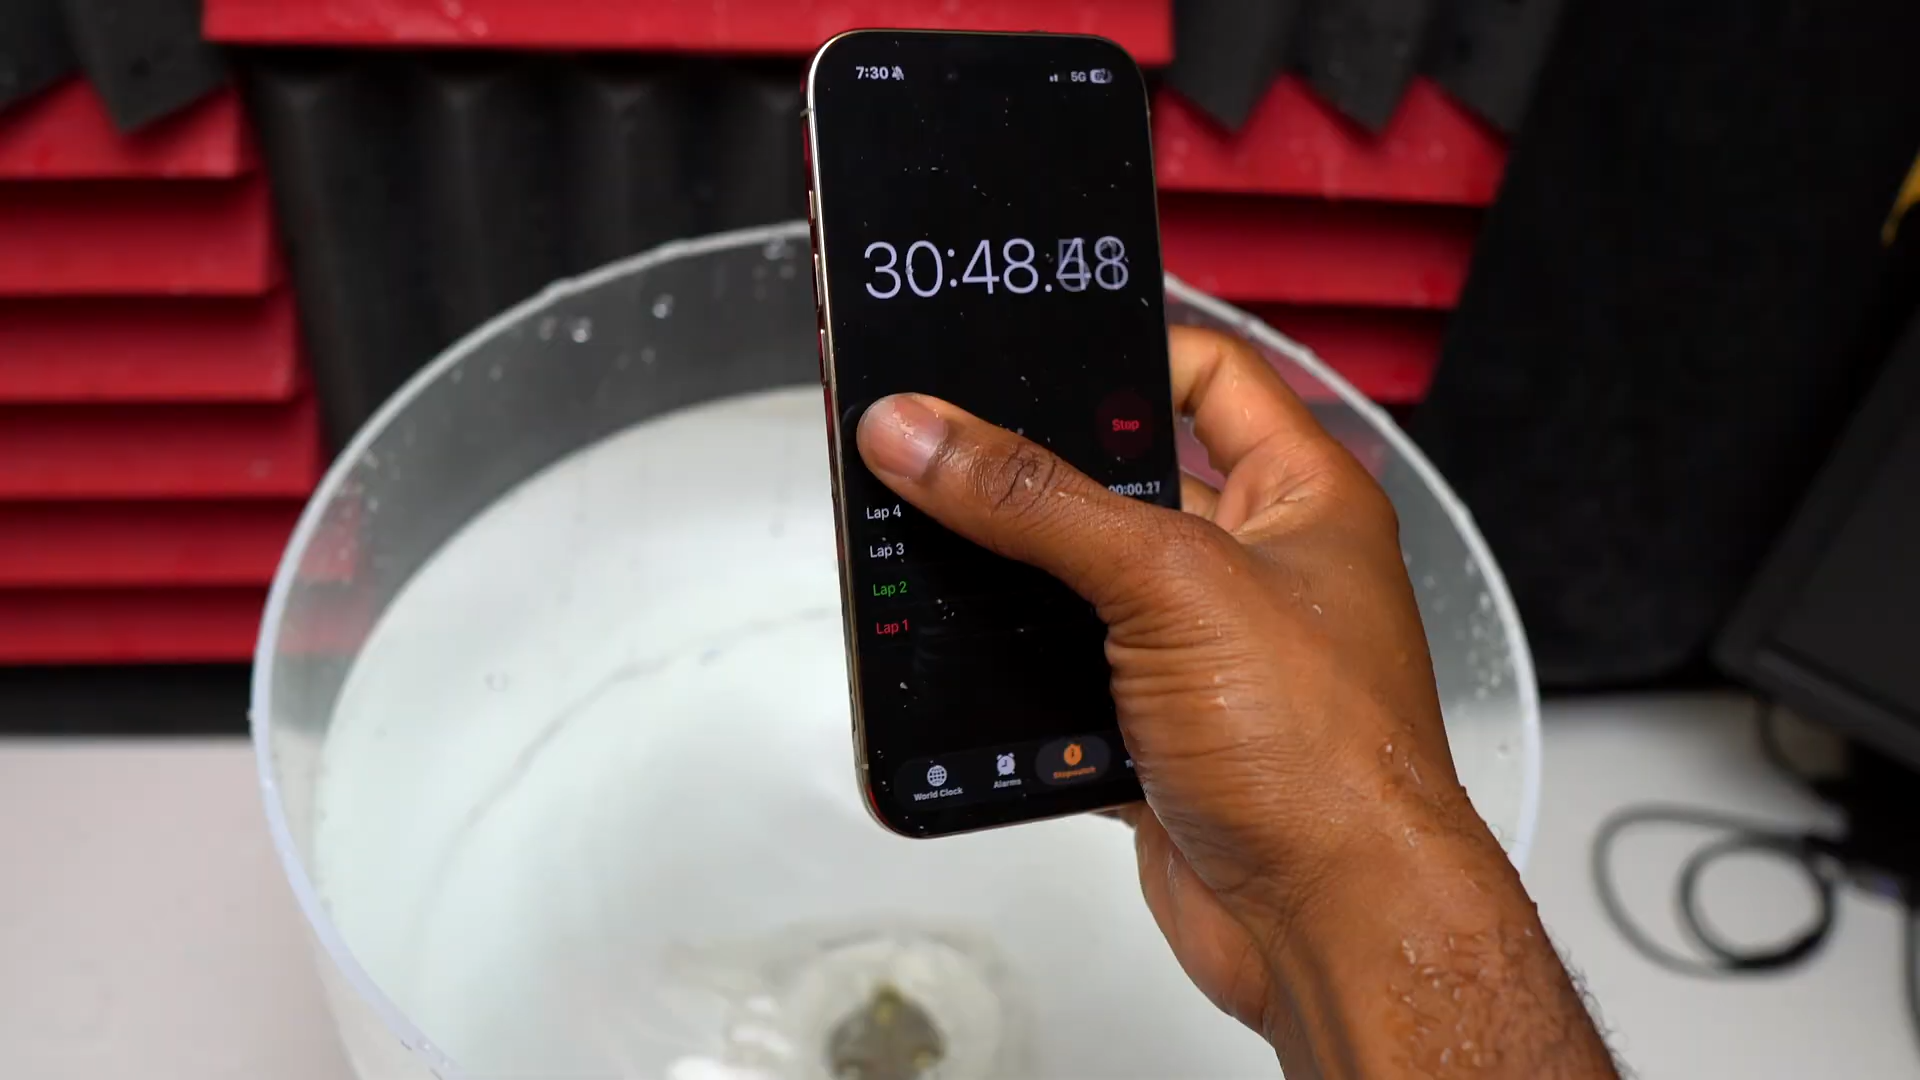 7:30 5G
30:48.
Stop
00:00.27
Lap 4
Lap 3
Lap 2
Lap 1
World Clock Alarms Stopwatch